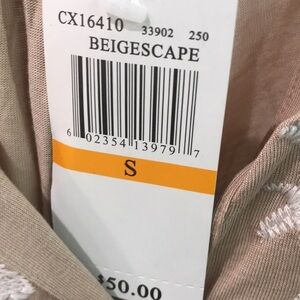 CX16410 33902 250
BEIGESCAPE
6 02354 13979 7
S
$50.00